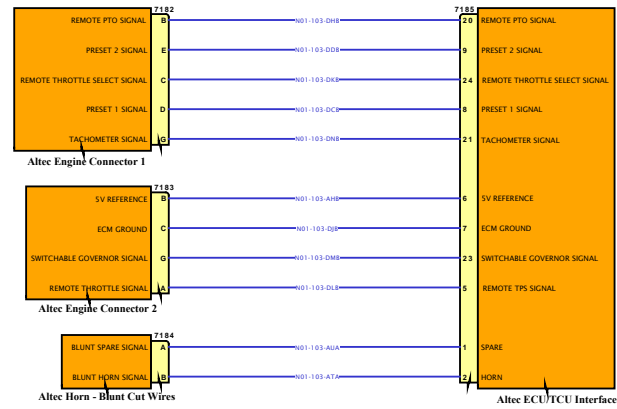 7182 7185
REMOTE PTO SIGNAL B N01-103-DHB 20 REMOTE PTO SIGNAL
PRESET 2 SIGNAL E N01-103-DDB 9 PRESET 2 SIGNAL
REMOTE THROTTLE SELECT SIGNAL C N01-103-DKB 24 REMOTE THROTTLE SELECT SIGNAL
PRESET 1 SIGNAL D N01-103-DCB 8 PRESET 1 SIGNAL
TACHOMETER SIGNAL G N01-103-DNB 21 TACHOMETER SIGNAL
Altec Engine Connector 1
7183
5V REFERENCE B N01-103-AHB 6 5V REFERENCE
ECM GROUND C N01-103-DJB 7 ECM GROUND
SWITCHABLE GOVERNOR SIGNAL G N01-103-DMB 23 SWITCHABLE GOVERNOR SIGNAL
REMOTE THROTTLE SIGNAL A N01-103-DLB 5 REMOTE TPS SIGNAL
Altec Engine Connector 2
7184
BLUNT SPARE SIGNAL A N01-103-AUA 1 SPARE
BLUNT HORN SIGNAL B N01-103-ATA 2 HORN
Altec Horn - Blunt Cut Wires Altec ECU/TCU Interface